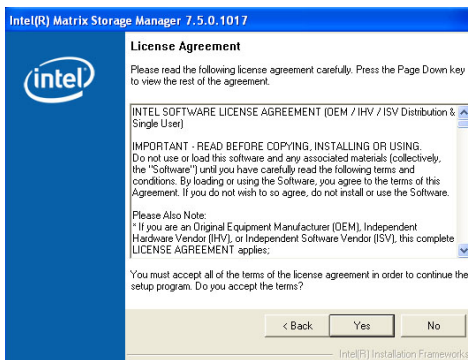 Intel(R) Matrix Storage Manager 7.5.0.1017
intel
License Agreement
Please read the following license agreement carefully. Press the Page Down key
to view the rest of the agreement.
INTEL SOFTWARE LICENSE AGREEMENT (OEM / IHV / ISV Distribution &
Single User)
IMPORTANT - READ BEFORE COPYING, INSTALLING OR USING.
Do not use or load this software and any associated materials (collectively,
the "Software") until you have carefully read the following terms and
conditions. By loading or using the Software, you agree to the terms of this
Agreement. If you do not wish to so agree, do not install or use the Software.
Please Also Note:
* If you are an Original Equipment Manufacturer (OEM), Independent
Hardware Vendor (IHV), or Independent Software Vendor (ISV), this complete
LICENSE AGREEMENT applies;
You must accept all of the terms of the license agreement in order to continue the
setup program. Do you accept the terms?
< Back Yes No
Intel(R) Installation Frameworks